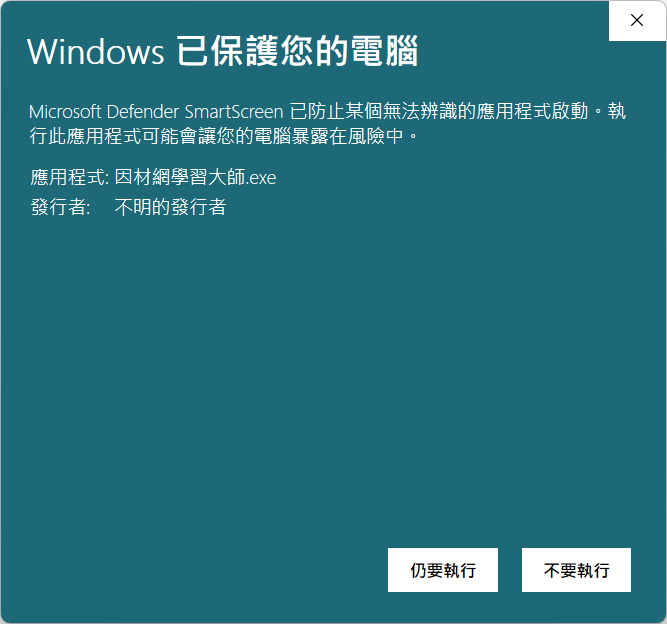 Windows 已保護您的電腦
Microsoft Defender SmartScreen 已防止某個無法辨識的應用程式啟動。執
行此應用程式可能會讓您的電腦暴露在風險中。
應用程式: 因材網學習大師.exe
發行者: 不明的發行者
仍要執行 不要執行